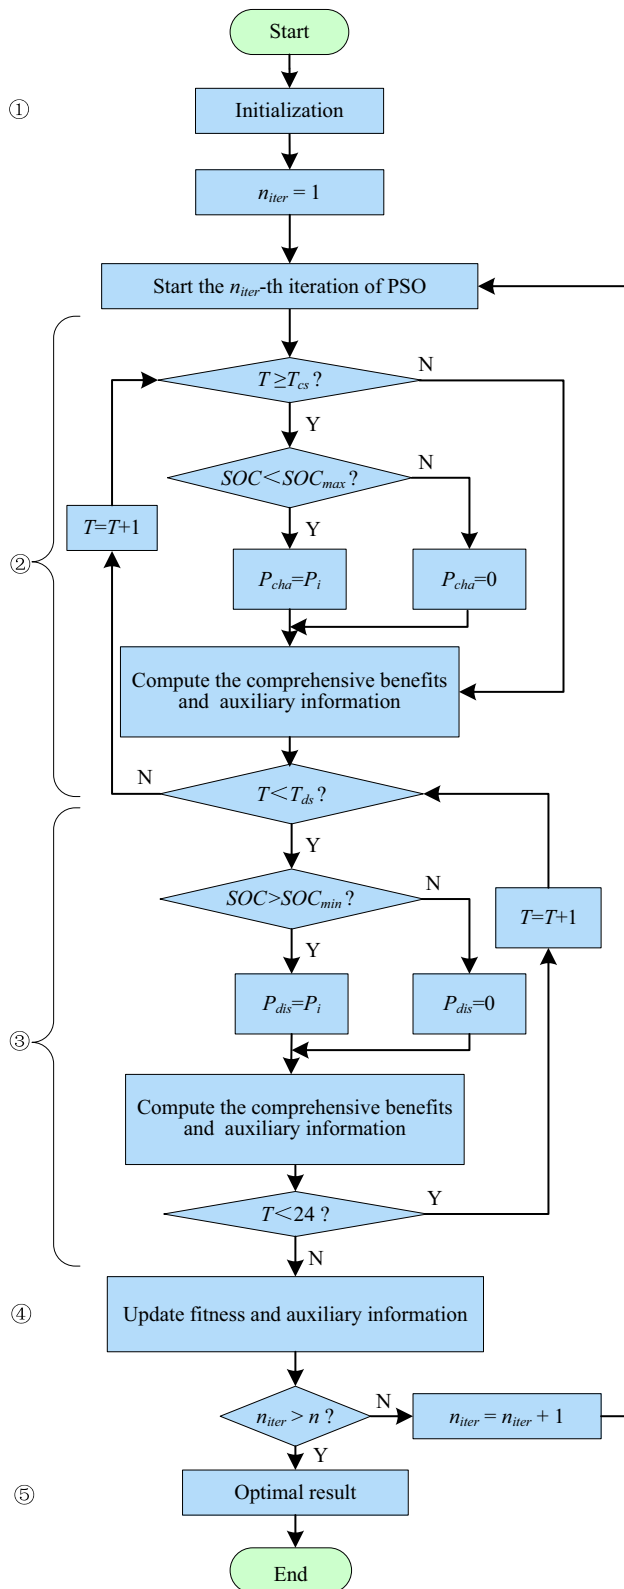 Start
①
Initialization
n_iter = 1
Start the n_iter-th iteration of PSO
T ≥T_cs ?
N
Y
SOC＜SOC_max ?
N
T=T+1
Y
②
P_cha=P_i
P_cha=0
Compute the comprehensive benefits
and auxiliary information
N
T＜T_ds ?
Y
SOC>SOC_min ?
N
T=T+1
Y
P_dis=P_i
P_dis=0
③
Compute the comprehensive benefits
and auxiliary information
T＜24 ?
Y
N
④
Update fitness and auxiliary information
n_iter > n ?
N
n_iter = n_iter + 1
Y
⑤
Optimal result
End